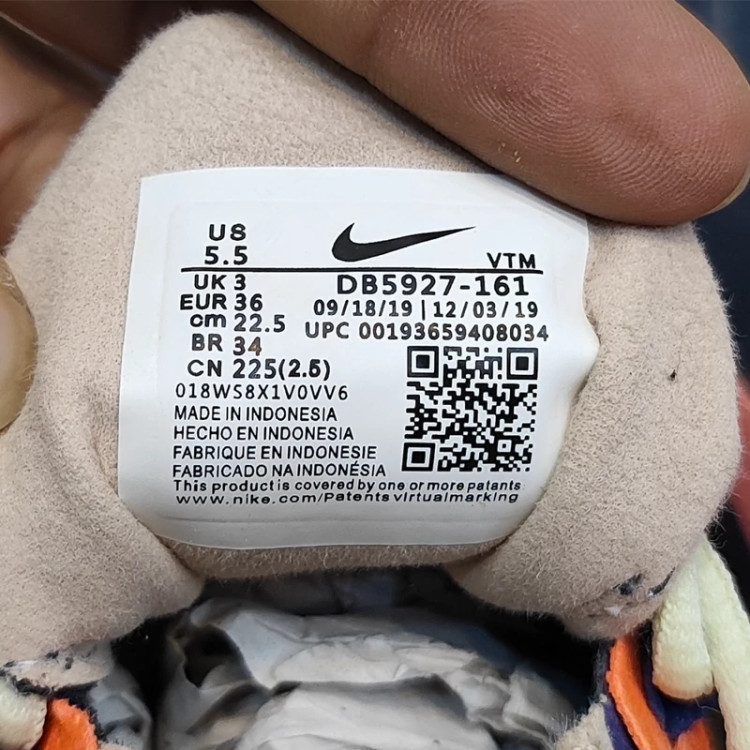 US
5.5
VTM
UK 3
DB5927-161
EUR 36
09/18/19 | 12/03/19
cm 22.5
UPC 00193659408034
BR 34
CN 225(2.5)
018WS8X1V0VV6
MADE IN INDONESIA
HECHO EN INDONESIA
FABRIQUE EN INDONESIE
FABRICADO NA INDONÉSIA
This product is covered by one or more patents
www.nike.com/Patents virtualmarking